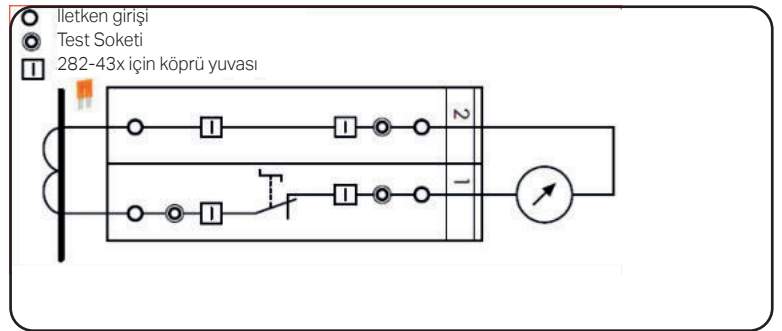 İletken girişi
Test Soketi
282-43x için köprü yuvası
2
1